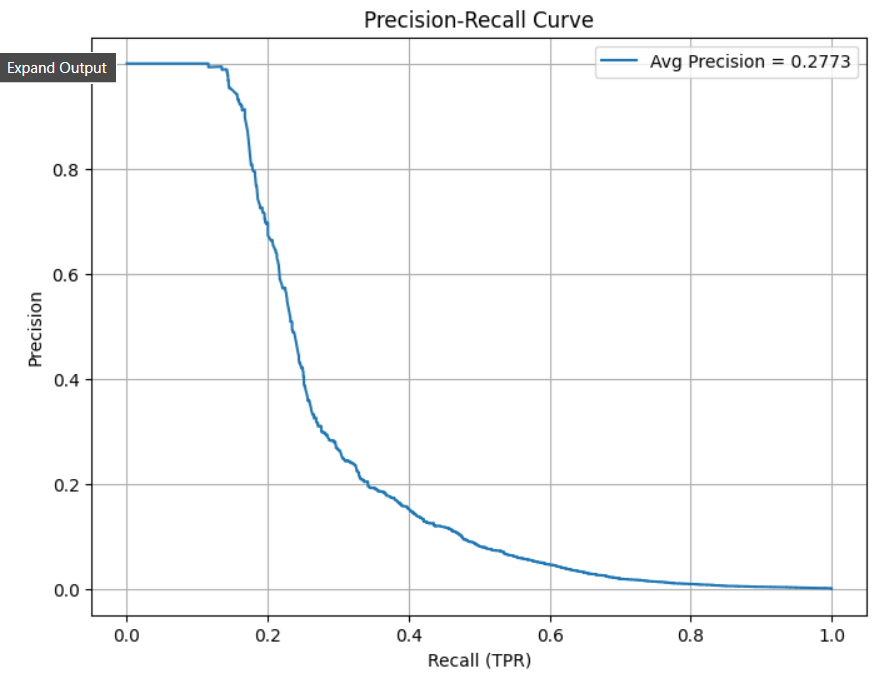 Precision-Recall Curve
Expand Output
Avg Precision = 0.2773
0.8
0.6
0.4
0.2
0.0
Precision
0.0 0.2 0.4 0.6 0.8 1.0
Recall (TPR)